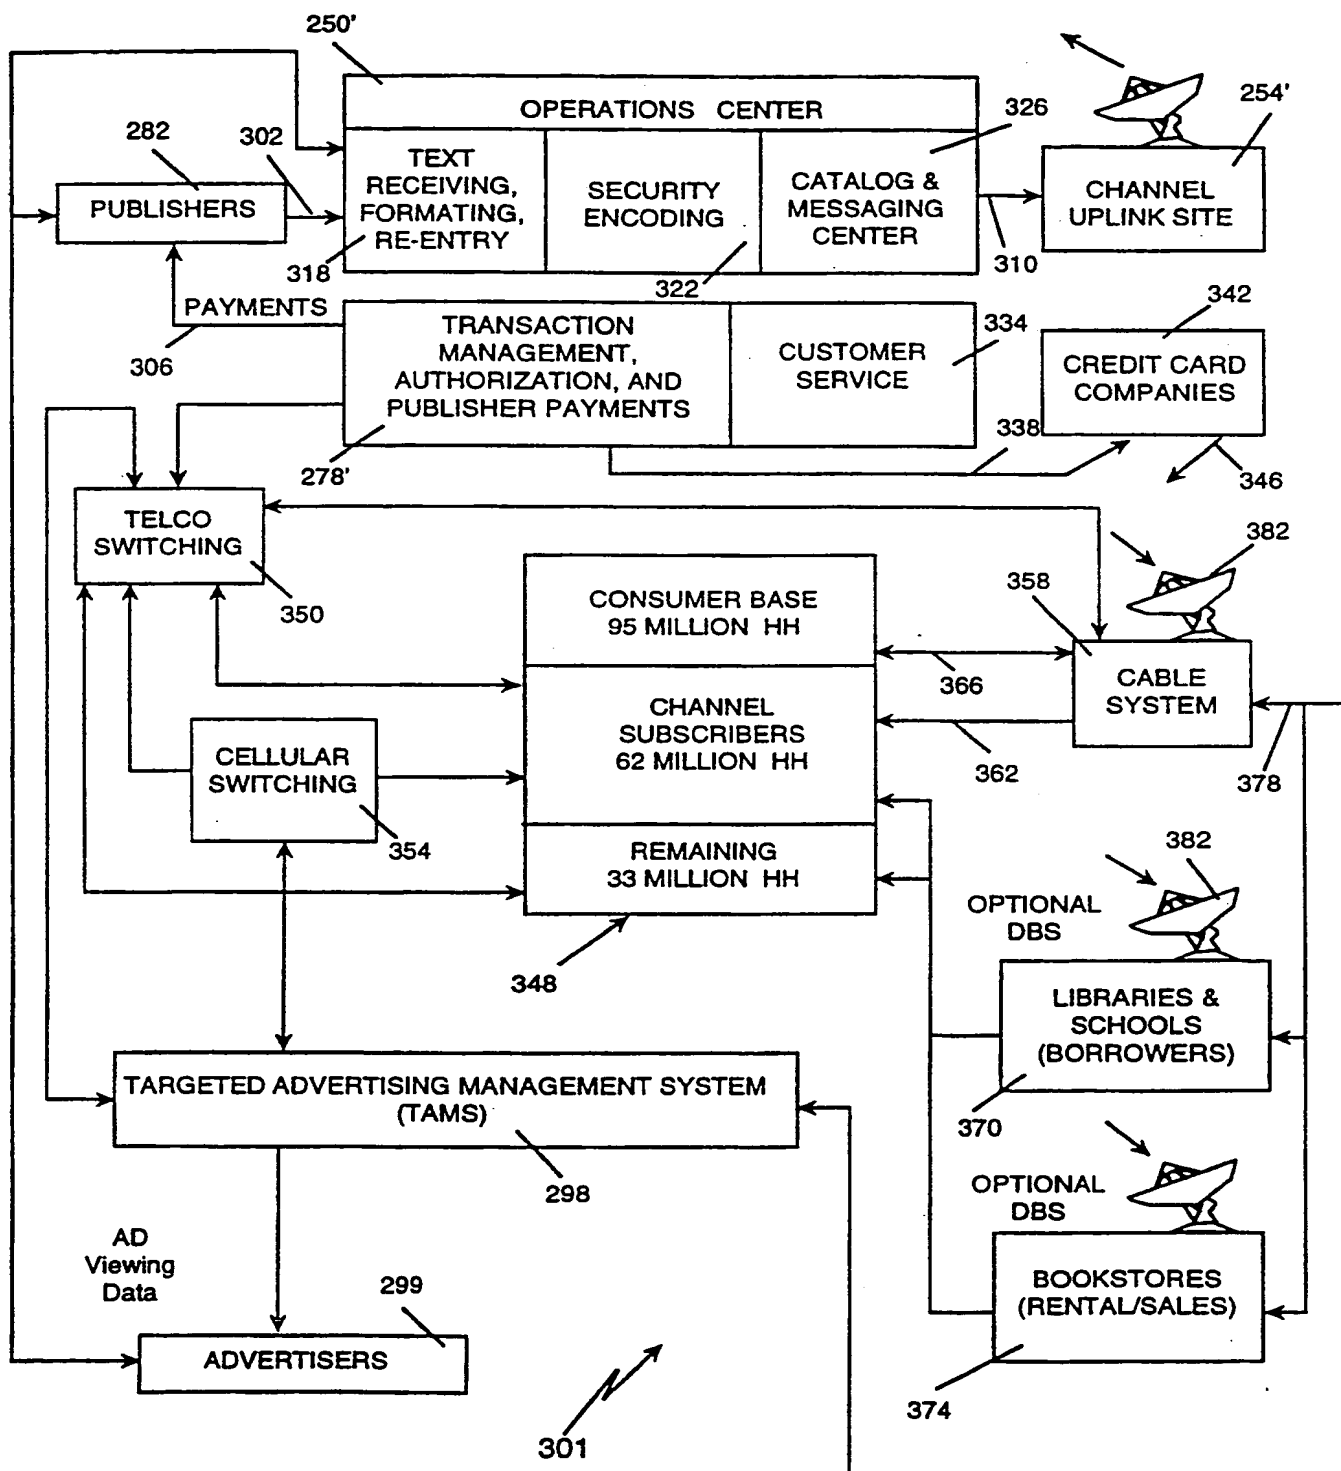 250'
OPERATIONS CENTER
326
254'
282
302
TEXT
RECEIVING,
FORMATING,
RE-ENTRY
SECURITY
ENCODING
CATALOG &
MESSAGING
CENTER
CHANNEL
UPLINK SITE
PUBLISHERS
318
322
310
PAYMENTS
306
TRANSACTION
MANAGEMENT,
AUTHORIZATION, AND
PUBLISHER PAYMENTS
CUSTOMER
SERVICE
334
342
CREDIT CARD
COMPANIES
278'
338
346
TELCO
SWITCHING
350
382
358
CONSUMER BASE
95 MILLION HH
366
CABLE
SYSTEM
CHANNEL
SUBSCRIBERS
62 MILLION HH
362
378
CELLULAR
SWITCHING
354
REMAINING
33 MILLION HH
382
OPTIONAL
DBS
348
LIBRARIES &
SCHOOLS
(BORROWERS)
370
TARGETED ADVERTISING MANAGEMENT SYSTEM
(TAMS)
298
OPTIONAL
DBS
BOOKSTORES
(RENTAL/SALES)
374
AD
Viewing
Data
299
ADVERTISERS
301